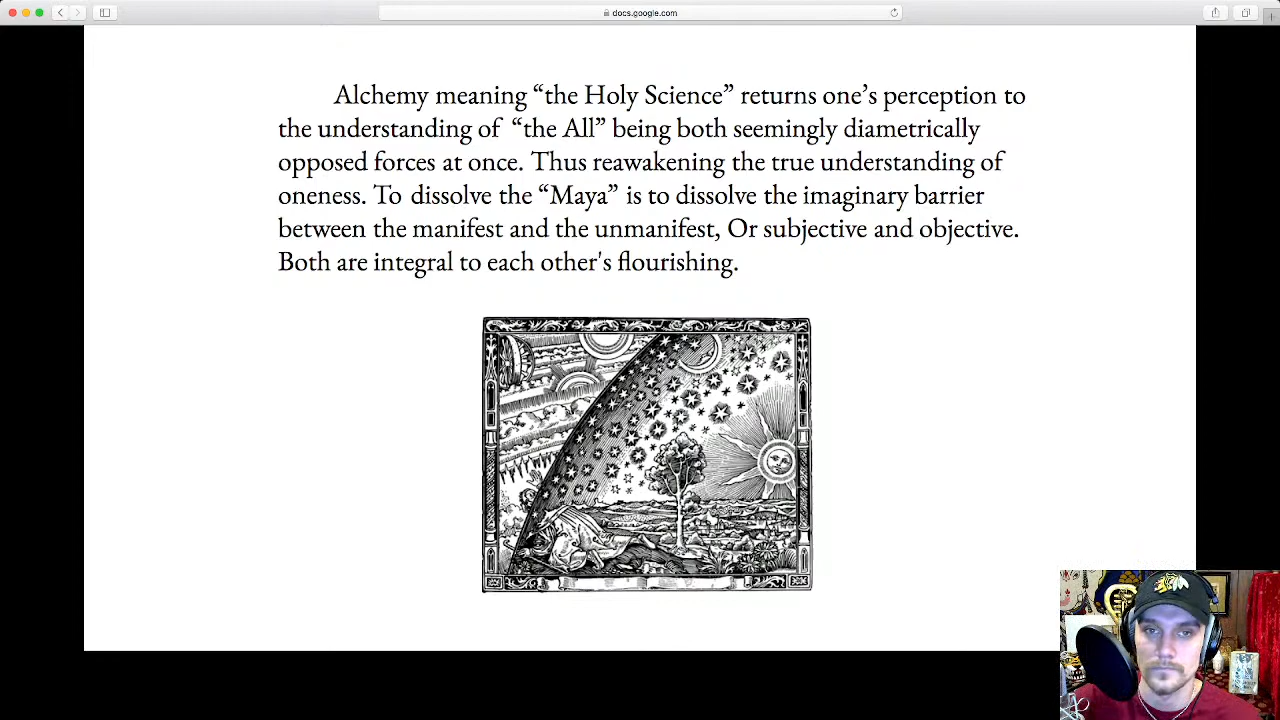 docs.google.com
Alchemy meaning “the Holy Science” returns one’s perception to
the understanding of “the All” being both seemingly diametrically
opposed forces at once. Thus reawakening the true understanding of
oneness. To dissolve the “Maya” is to dissolve the imaginary barrier
between the manifest and the unmanifest, Or subjective and objective.
Both are integral to each other's flourishing.